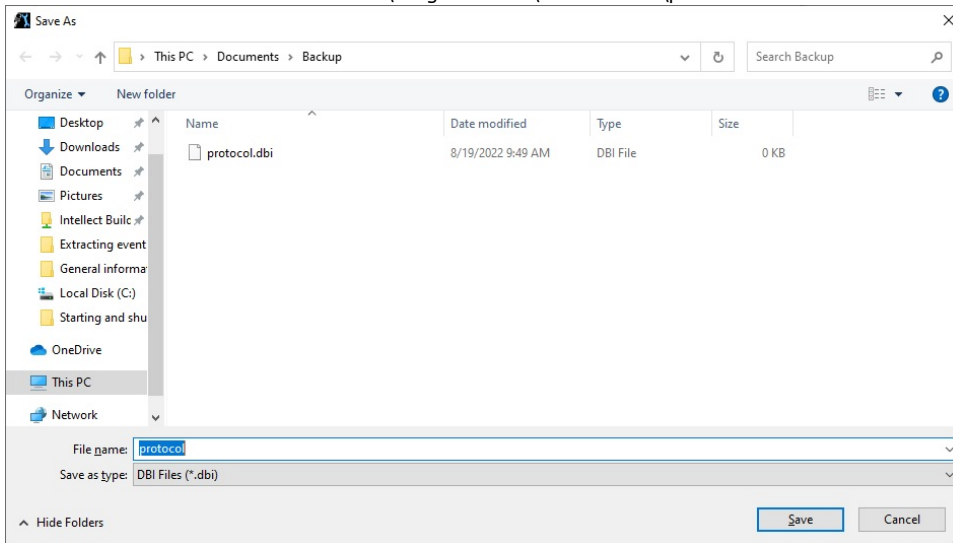 Save As
This PC > Documents > Backup
Search Backup
Organize
New folder
Name
Date modified
Type
Size
protocol.dbi
8/19/2022 9:49 AM
DBI File
0 KB
Desktop
Downloads
Documents
Pictures
Intellect Builc
Extracting event
General informa
Local Disk (C:)
Starting and shu
OneDrive
This PC
Network
File name: protocol
Save as type: DBI Files (*.dbi)
Hide Folders
Save
Cancel